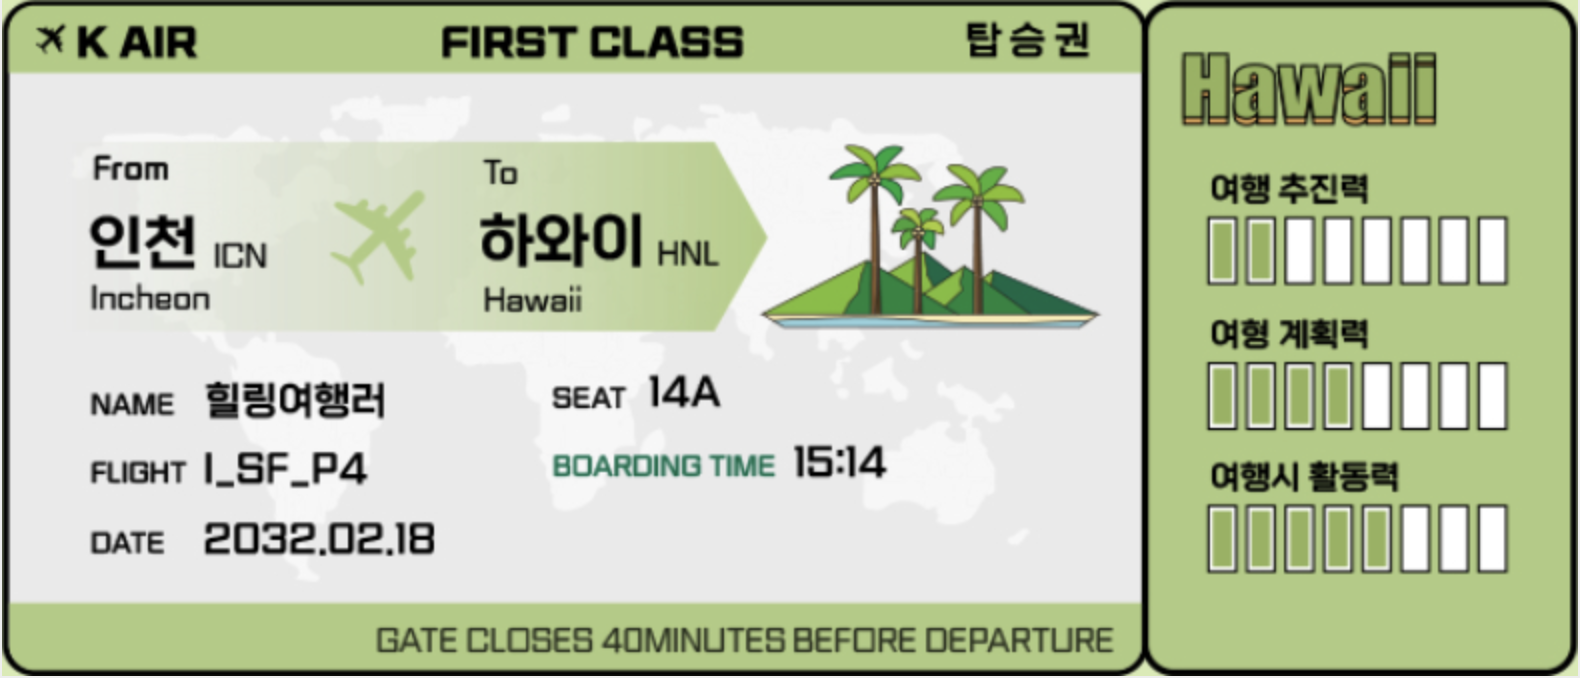 K AIR FIRST CLASS 탑승권
From
인천 ICN
Incheon
To
하와이 HNL
Hawaii
NAME 힐링여행러
SEAT 14A
FLIGHT I_SF_P4
BOARDING TIME 15:14
DATE 2032.02.18
GATE CLOSES 40MINUTES BEFORE DEPARTURE
Hawaii
여행 추진력
여형 계획력
여행시 활동력